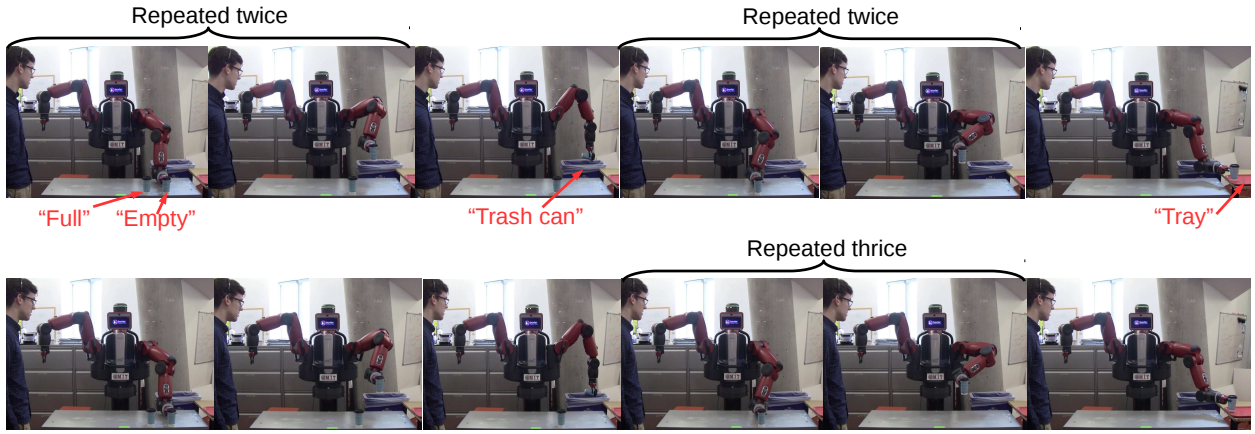 Repeated twice
Repeated twice
“Full”
“Empty”
“Trash can”
“Tray”
Repeated thrice